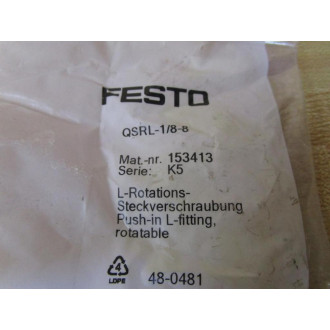 FESTO
QSRL-1/8-8
Mat.-nr. 153413
Serie: K5
L-Rotations-
Steckverschraubung
Push-in L-fitting,
rotatable
4
LDPE
48-0481